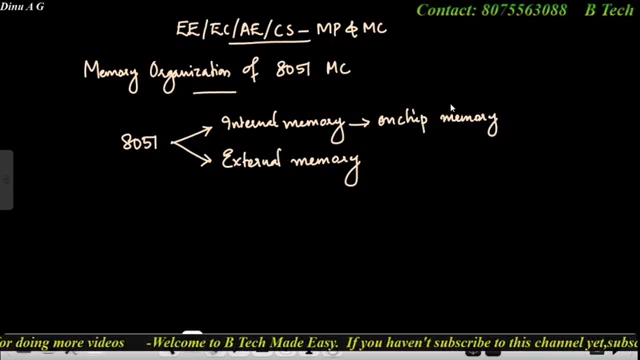 Dinu A G
Contact: 8075563088 B Tech
EE/EC/AE/CS - MP & MC
Memory Organization of 8051 MC
8051
Internal memory → onchip memory
External memory
for doing more videos -Welcome to B Tech Made Easy. If you haven't subscribe to this channel yet,subsc